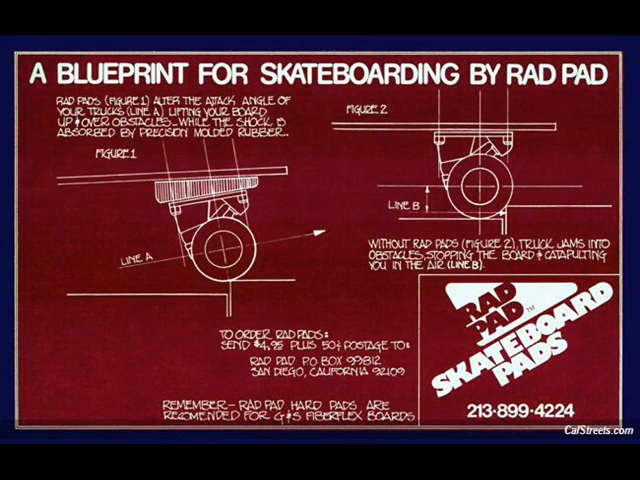 A BLUEPRINT FOR SKATEBOARDING BY RAD PAD
RAD PADS (FIGURE 1) ALTER THE ATTACK ANGLE OF
YOUR TRUCKS (LINE A) LIFTING YOUR BOARD
UP & OVER OBSTACLES... WHILE THE SHOCK IS
ABSORBED BY PRECISION MOLDED RUBBER.
FIGURE 1
LINE A
FIGURE 2
LINE B
WITHOUT RAD PADS (FIGURE 2), TRUCK JAMS INTO
OBSTACLES, STOPPING THE BOARD & CATAPULTING
YOU IN THE AIR (LINE B).
TO ORDER RAD PADS:
SEND $4.95 PLUS 50¢ POSTAGE TO:
RAD PAD P.O BOX 99812
SAN DIEGO, CALIFORNIA 92109
REMEMBER - RAD PAD HARD PADS ARE
RECOMENDED FOR G&S FIBERFLEX BOARDS
RAD
PAD™
SKATEBOARD
PADS
213·899·4224
CalStreets.com